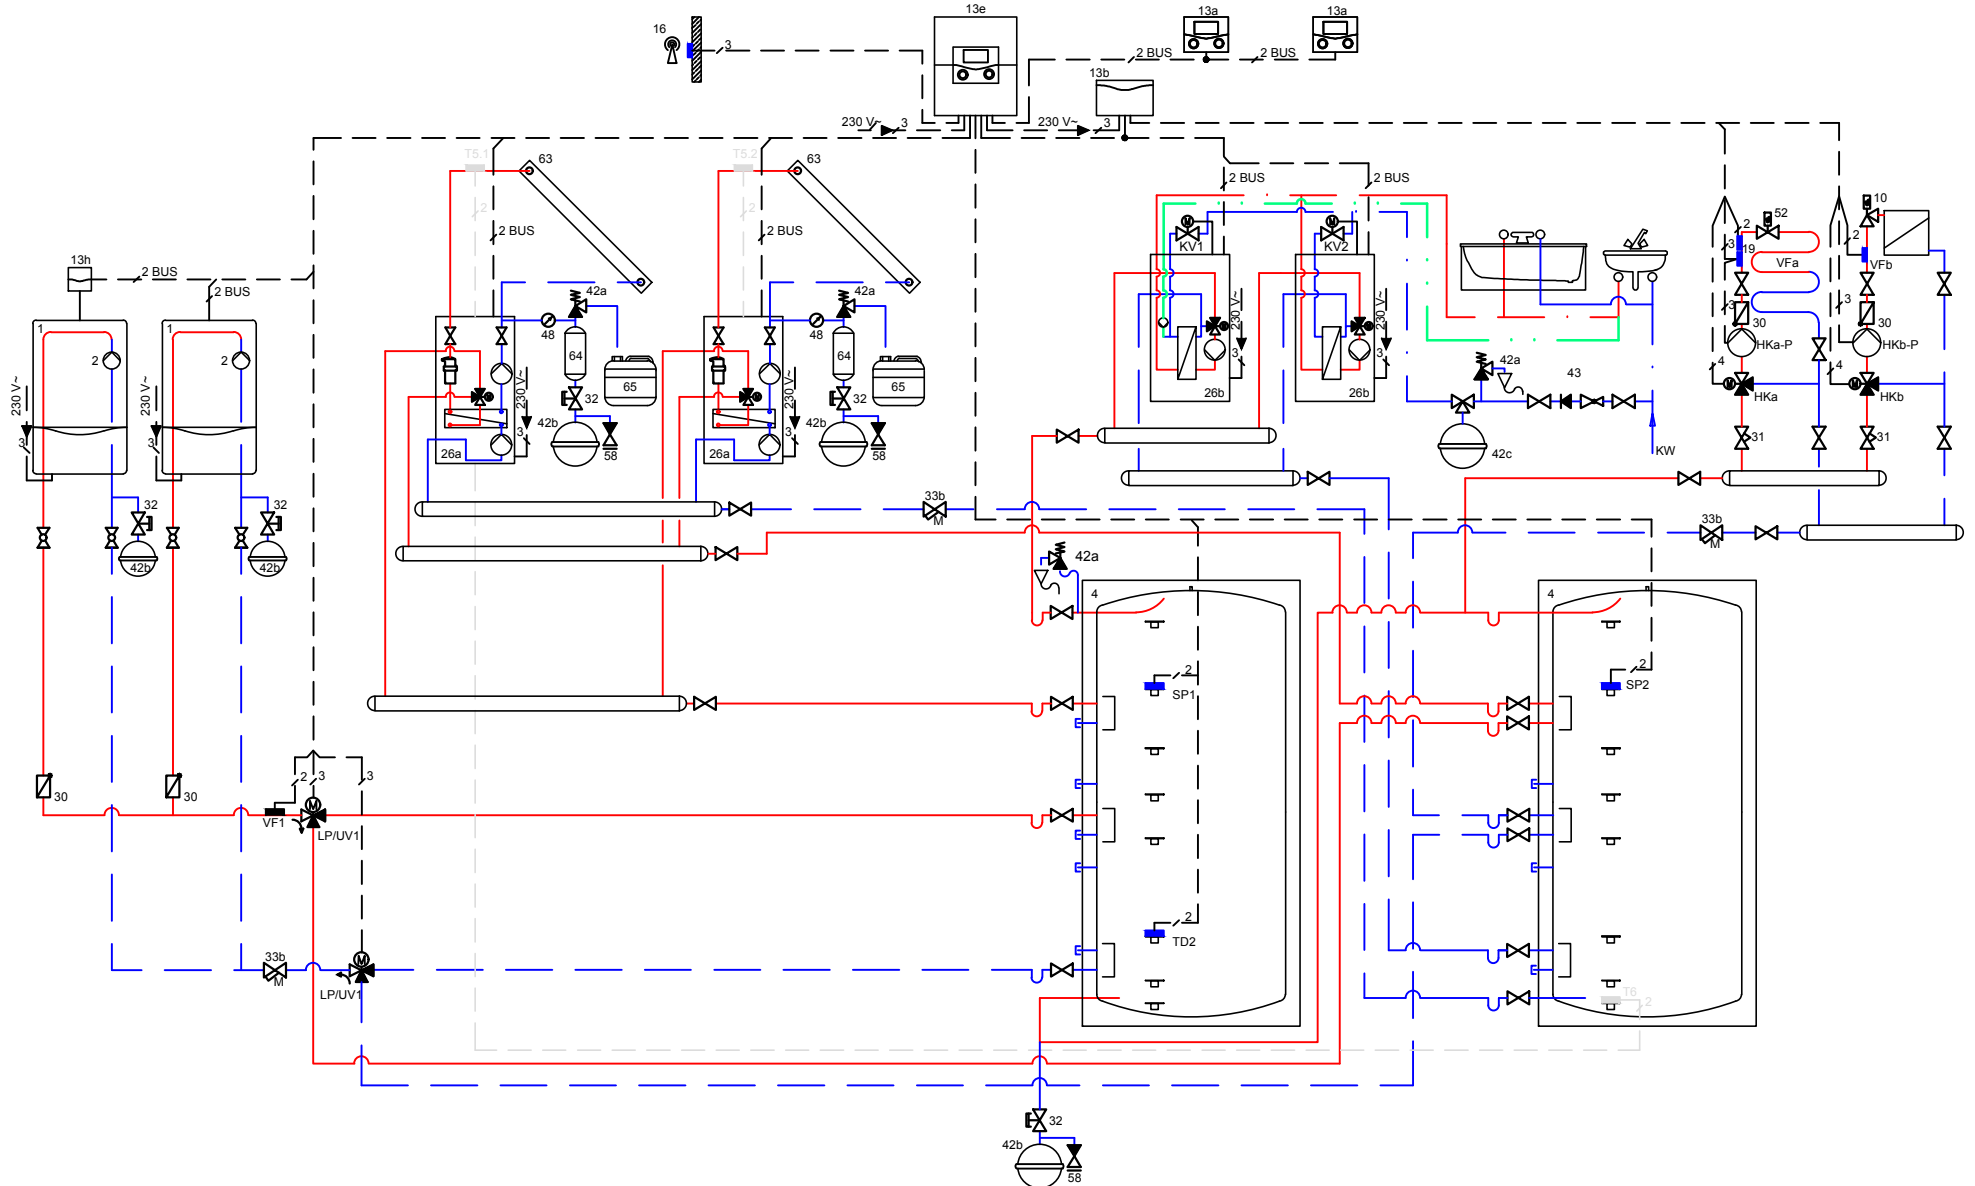 13e
13a
13a
16
3
2 BUS
2 BUS
13b
230 V~
3
230 V~
3
T5.1
63
T5.2
63
2 BUS
2 BUS
10
52
2
2
2
2
KV1
KV2
3
19
VFa
VFb
2 BUS
2 BUS
13h
2 BUS
2 BUS
42a
42a
48
48
64
64
65
65
1
2
1
2
230 V~
3
230 V~
3
230 V~
3
230 V~
3
230 V~
3
230 V~
3
3
3
30
30
HKa-P
HKb-P
4
4
HKa
HKb
42a
43
32
32
42b
42b
26a
26a
58
58
26b
26b
42c
KW
31
31
32
32
42b
42b
33b
M
33b
M
42a
4
4
2
SP1
2
SP2
2
3
3
30
30
VF1
LP/UV1
2
TD2
33b
M
LP/UV1
T6
2
32
42b
58